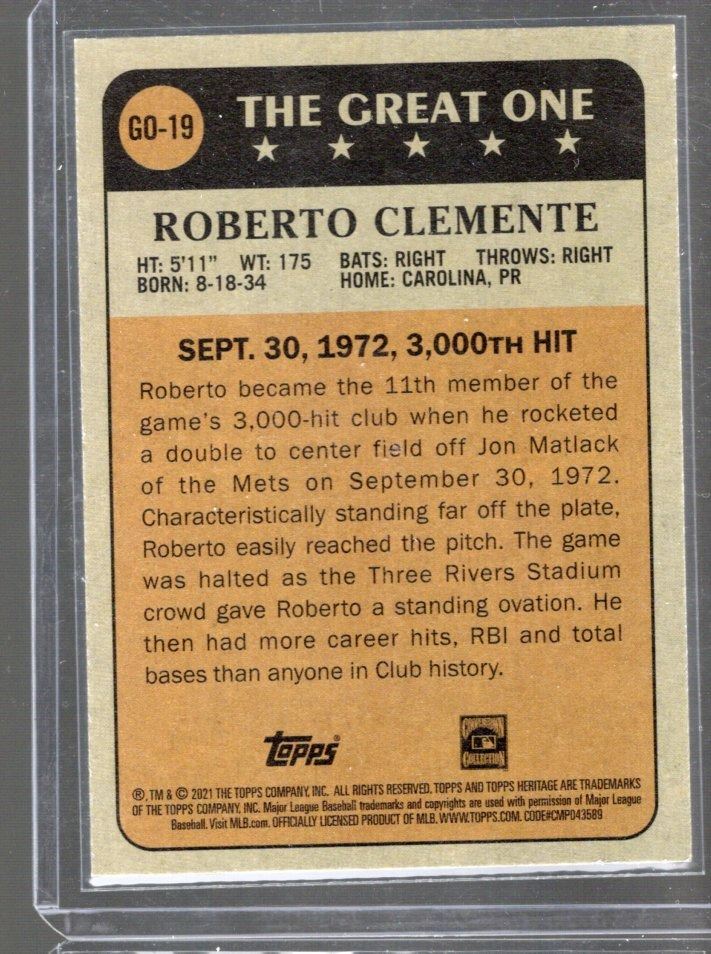 GO-19
THE GREAT ONE
ROBERTO CLEMENTE
HT: 5'11" WT: 175 BATS: RIGHT THROWS: RIGHT
BORN: 8-18-34 HOME: CAROLINA, PR
SEPT. 30, 1972, 3,000TH HIT
Roberto became the 11th member of the
game's 3,000-hit club when he rocketed
a double to center field off Jon Matlack
of the Mets on September 30, 1972.
Characteristically standing far off the plate,
Roberto easily reached the pitch. The game
was halted as the Three Rivers Stadium
crowd gave Roberto a standing ovation. He
then had more career hits, RBI and total
bases than anyone in Club history.
Topps®
COOPERSTOWN
COLLECTION
®, TM & © 2021 THE TOPPS COMPANY, INC. ALL RIGHTS RESERVED. TOPPS AND TOPPS HERITAGE ARE TRADEMARKS
OF THE TOPPS COMPANY, INC. Major League Baseball trademarks and copyrights are used with permission of Major League
Baseball. Visit MLB.com. OFFICIALLY LICENSED PRODUCT OF MLB. WWW.TOPPS.COM. CODE#CMP043589